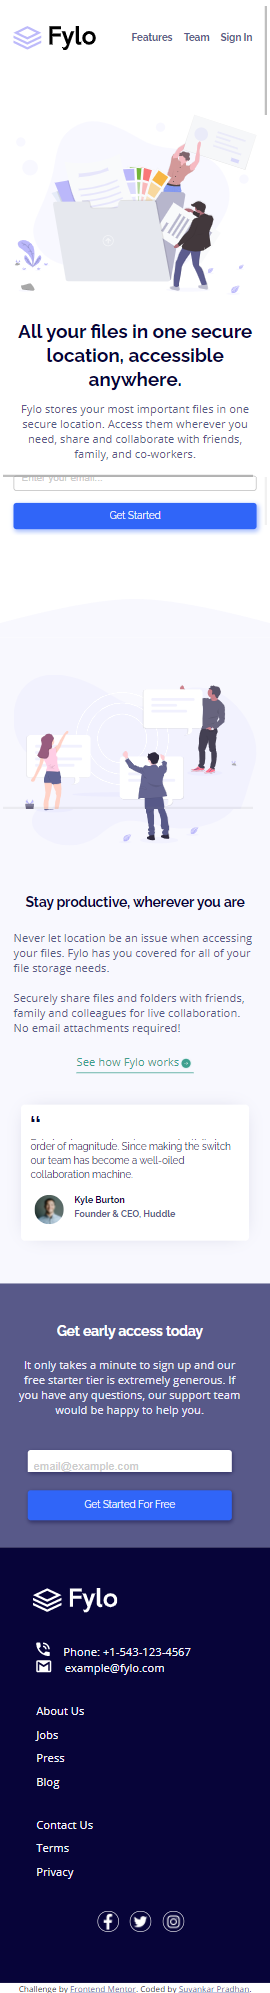 Fylo
Features Team Sign In
All your files in one secure
location, accessible
anywhere.
Fylo stores your most important files in one
secure location. Access them wherever you
need, share and collaborate with friends,
family, and co-workers.
Enter your email...
Get Started
Stay productive, wherever you are
Never let location be an issue when accessing
your files. Fylo has you covered for all of your
file storage needs.
Securely share files and folders with friends,
family and colleagues for live collaboration.
No email attachments required!
See how Fylo works
“
order of magnitude. Since making the switch
our team has become a well-oiled
collaboration machine.
Kyle Burton
Founder & CEO, Huddle
Get early access today
It only takes a minute to sign up and our
free starter tier is extremely generous. If
you have any questions, our support team
would be happy to help you.
email@example.com
Get Started For Free
Fylo
Phone: +1-543-123-4567
example@fylo.com
About Us
Jobs
Press
Blog
Contact Us
Terms
Privacy
Challenge by Frontend Mentor. Coded by Suvankar Pradhan.